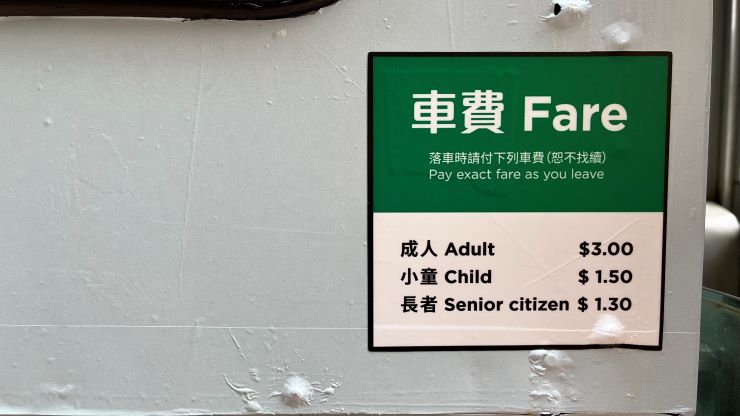 車費 Fare
落車時請付下列車費(恕不找續)
Pay exact fare as you leave
成人 Adult $3.00
小童 Child $ 1.50
長者 Senior citizen $ 1.30